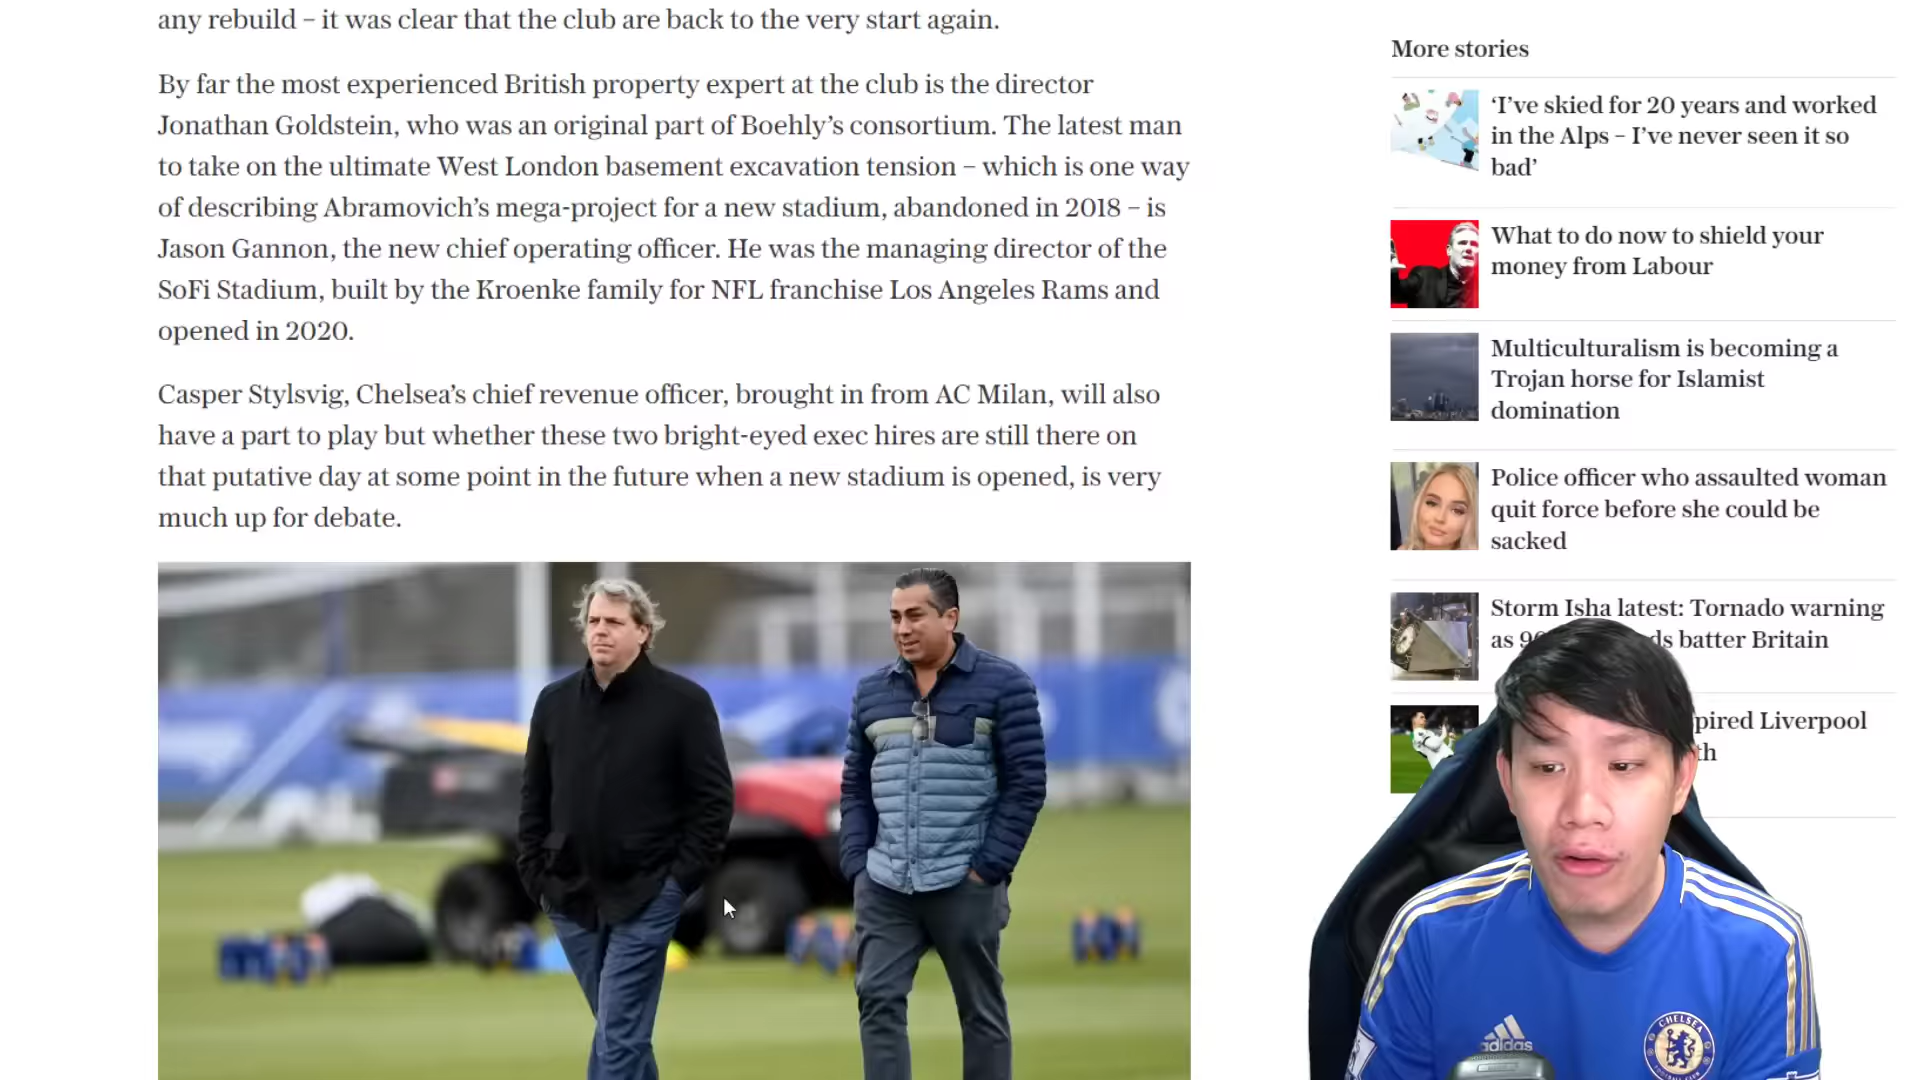 any rebuild – it was clear that the club are back to the very start again.
By far the most experienced British property expert at the club is the director
Jonathan Goldstein, who was an original part of Boehly’s consortium. The latest man
to take on the ultimate West London basement excavation tension – which is one way
of describing Abramovich’s mega-project for a new stadium, abandoned in 2018 – is
Jason Gannon, the new chief operating officer. He was the managing director of the
SoFi Stadium, built by the Kroenke family for NFL franchise Los Angeles Rams and
opened in 2020.
Casper Stylsvig, Chelsea’s chief revenue officer, brought in from AC Milan, will also
have a part to play but whether these two bright-eyed exec hires are still there on
that putative day at some point in the future when a new stadium is opened, is very
much up for debate.
More stories
‘I’ve skied for 20 years and worked
in the Alps – I’ve never seen it so
bad’
What to do now to shield your
money from Labour
Multiculturalism is becoming a
Trojan horse for Islamist
domination
Police officer who assaulted woman
quit force before she could be
sacked
Storm Isha latest: Tornado warning
as batter Britain
Liverpool
adidas
CHELSEA